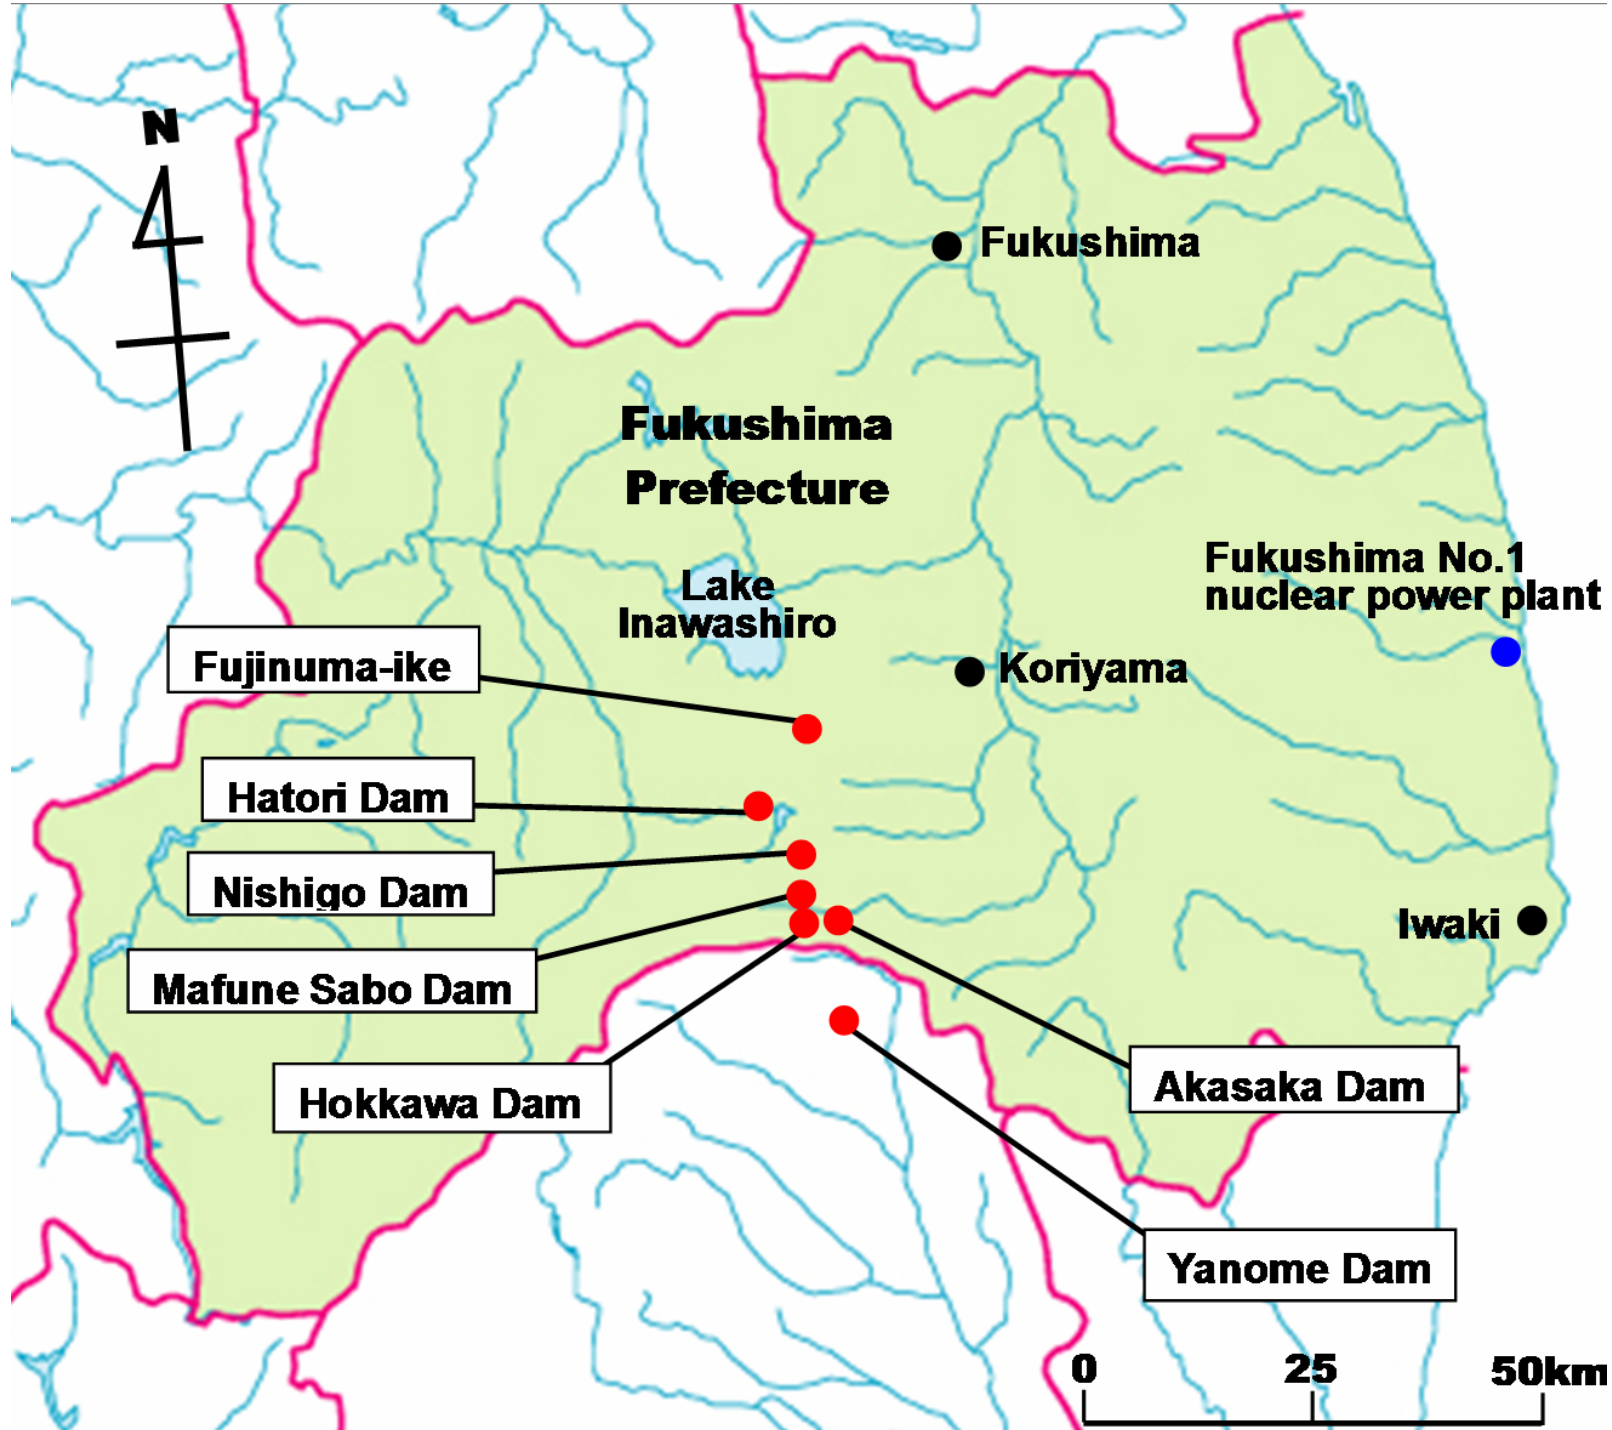 N
Fukushima
Fukushima
Prefecture
Fukushima No.1
nuclear power plant
Lake
Inawashiro
Fujinuma-ike
Koriyama
Hatori Dam
Nishigo Dam
Iwaki
Mafune Sabo Dam
Hokkawa Dam
Akasaka Dam
Yanome Dam
0 25 50km